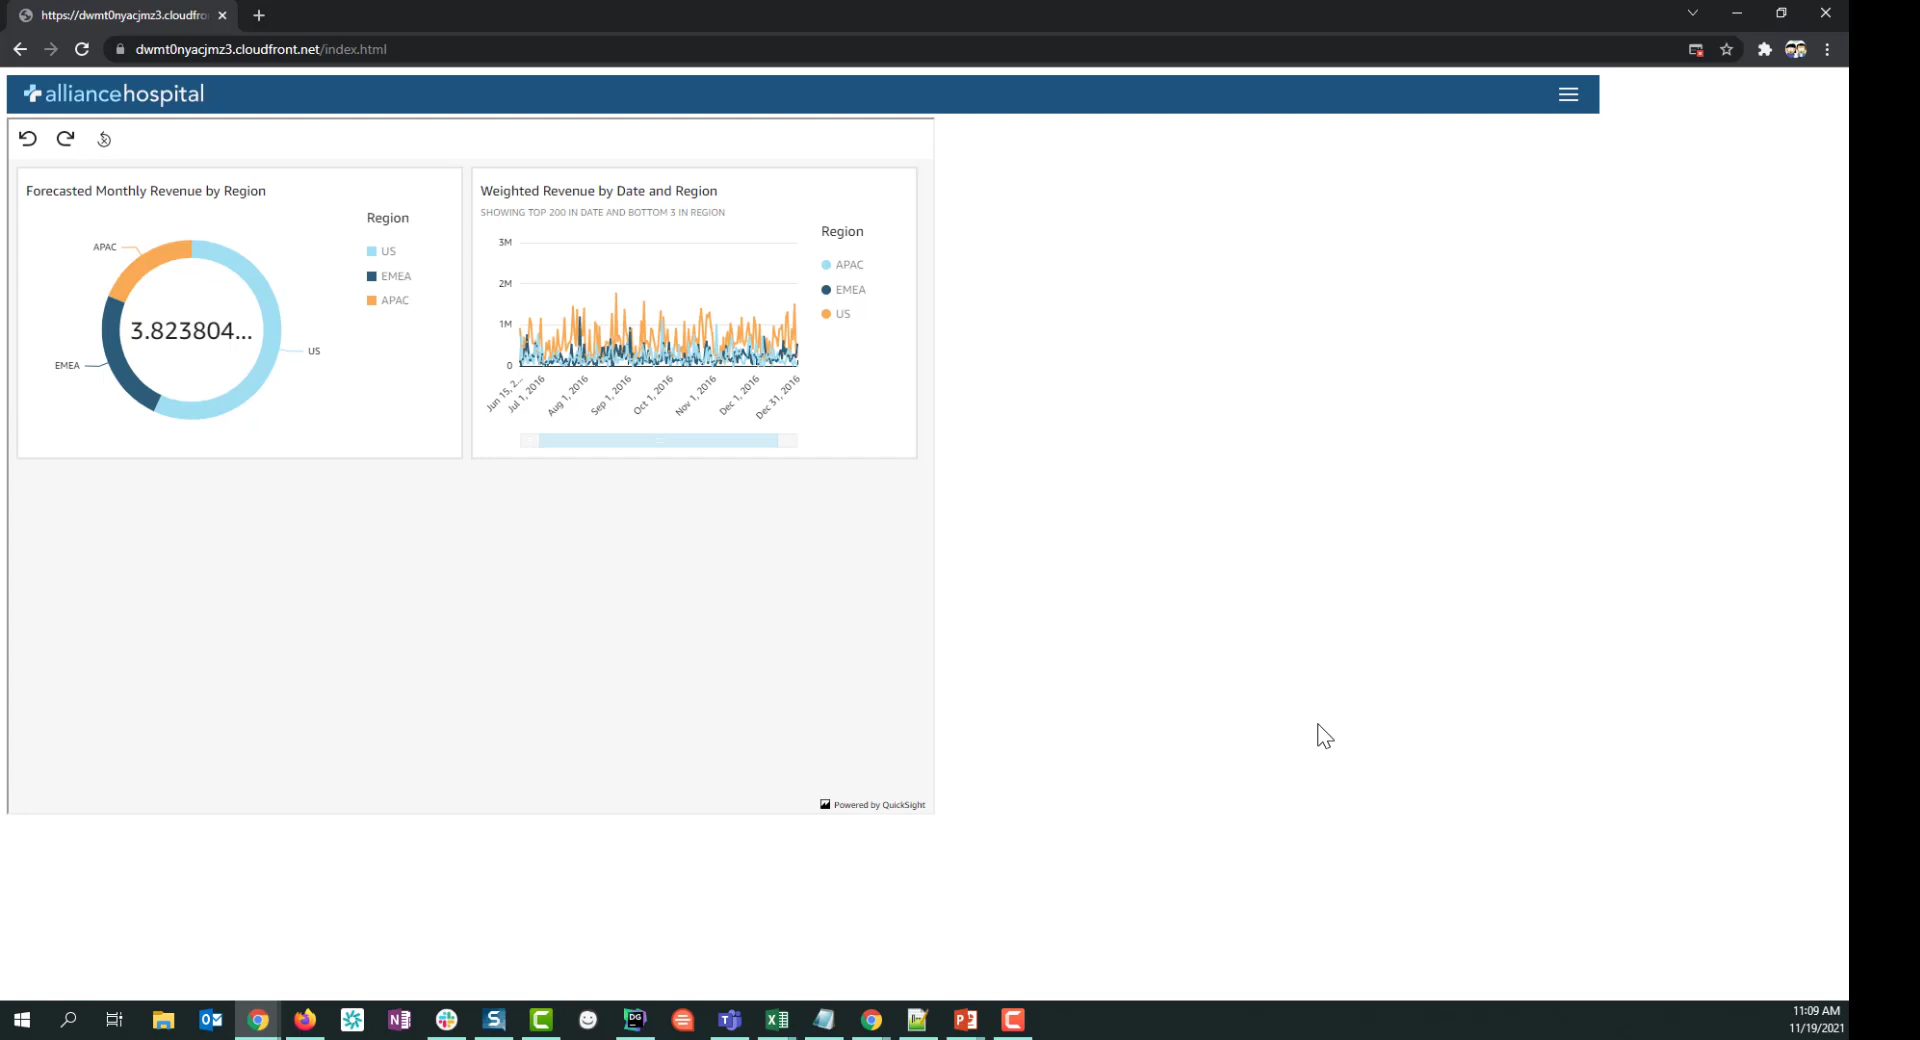 https://dwmt0nyacjmz3.cloudfro
dwmt0nyacjmz3.cloudfront.net/index.html
alliancehospital
Forecasted Monthly Revenue by Region
Region
US
EMEA
APAC
APAC
EMEA
US
3.823804...
Weighted Revenue by Date and Region
SHOWING TOP 200 IN DATE AND BOTTOM 3 IN REGION
Region
APAC
EMEA
US
3M
2M
1M
0
Jun 15, 2...
Jul 1, 2016
Aug 1, 2016
Sep 1, 2016
Oct 1, 2016
Nov 1, 2016
Dec 1, 2016
Dec 31, 2016
Powered by QuickSight
11:09 AM
11/19/2021